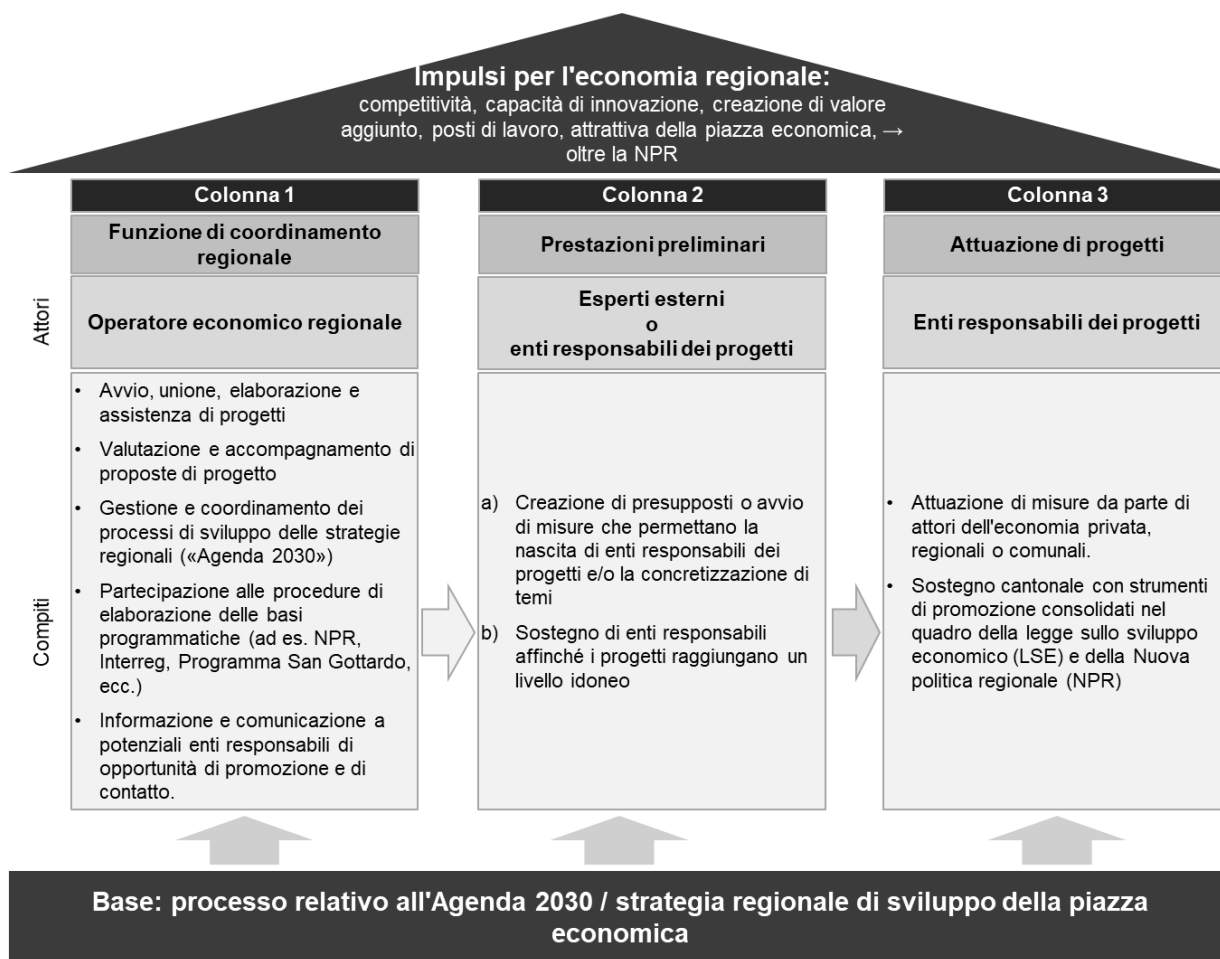 Impulsi per l'economia regionale:
competitività, capacità di innovazione, creazione di valore
aggiunto, posti di lavoro, attrattiva della piazza economica, →
oltre la NPR
Colonna 1
Funzione di coordinamento
regionale
Attori
Operatore economico regionale
Compiti
• Avvio, unione, elaborazione e
assistenza di progetti
• Valutazione e accompagnamento di
proposte di progetto
• Gestione e coordinamento dei
processi di sviluppo delle strategie
regionali («Agenda 2030»)
• Partecipazione alle procedure di
elaborazione delle basi
programmatiche (ad es. NPR,
Interreg, Programma San Gottardo,
ecc.)
• Informazione e comunicazione a
potenziali enti responsabili di
opportunità di promozione e di
contatto.
Colonna 2
Prestazioni preliminari
Esperti esterni
o
enti responsabili dei progetti
a) Creazione di presupposti o avvio
di misure che permettano la
nascita di enti responsabili dei
progetti e/o la concretizzazione di
temi
b) Sostegno di enti responsabili
affinché i progetti raggiungano un
livello idoneo
Colonna 3
Attuazione di progetti
Enti responsabili dei progetti
• Attuazione di misure da parte di
attori dell'economia privata,
regionali o comunali.
• Sostegno cantonale con strumenti
di promozione consolidati nel
quadro della legge sullo sviluppo
economico (LSE) e della Nuova
politica regionale (NPR)
Base: processo relativo all'Agenda 2030 / strategia regionale di sviluppo della piazza
economica